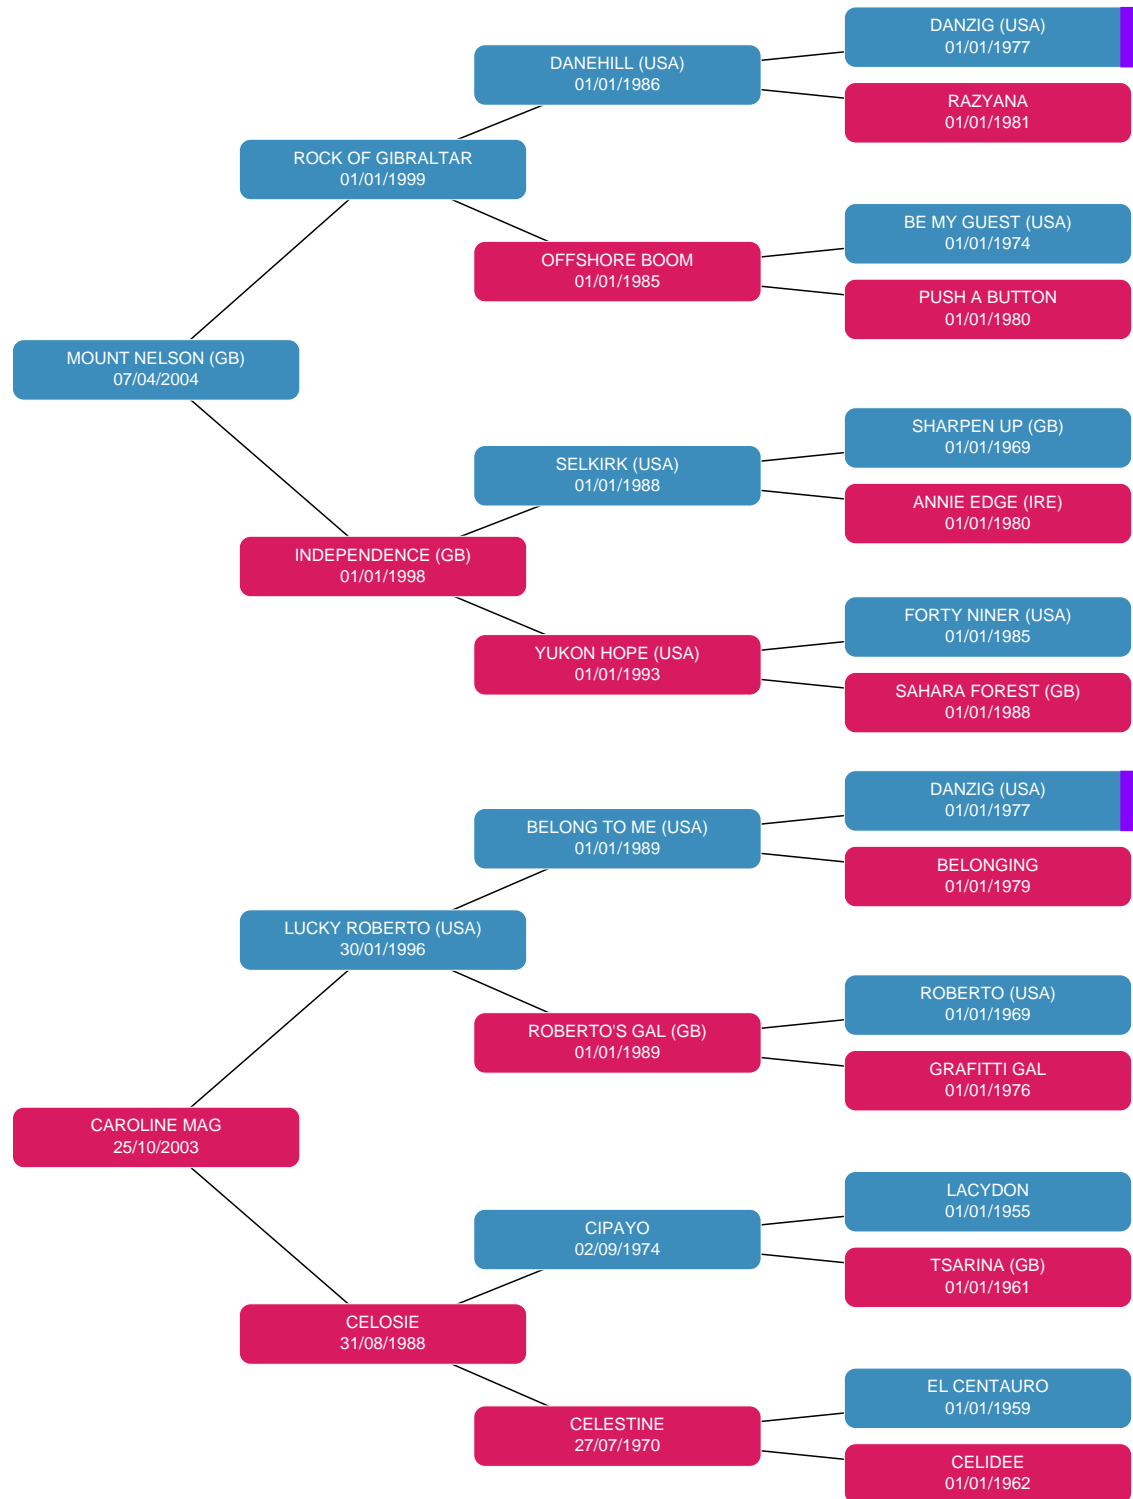 DANZIG (USA)
01/01/1977
DANEHILL (USA)
01/01/1986
RAZYANA
01/01/1981
ROCK OF GIBRALTAR
01/01/1999
BE MY GUEST (USA)
01/01/1974
OFFSHORE BOOM
01/01/1985
PUSH A BUTTON
01/01/1980
MOUNT NELSON (GB)
07/04/2004
SHARPEN UP (GB)
01/01/1969
SELKIRK (USA)
01/01/1988
ANNIE EDGE (IRE)
01/01/1980
INDEPENDENCE (GB)
01/01/1998
FORTY NINER (USA)
01/01/1985
YUKON HOPE (USA)
01/01/1993
SAHARA FOREST (GB)
01/01/1988
DANZIG (USA)
01/01/1977
BELONG TO ME (USA)
01/01/1989
BELONGING
01/01/1979
LUCKY ROBERTO (USA)
30/01/1996
ROBERTO (USA)
01/01/1969
ROBERTO'S GAL (GB)
01/01/1989
GRAFITTI GAL
01/01/1976
CAROLINE MAG
25/10/2003
LACYDON
01/01/1955
CIPAYO
02/09/1974
TSARINA (GB)
01/01/1961
CELOSIE
31/08/1988
EL CENTAURO
01/01/1959
CELESTINE
27/07/1970
CELIDEE
01/01/1962